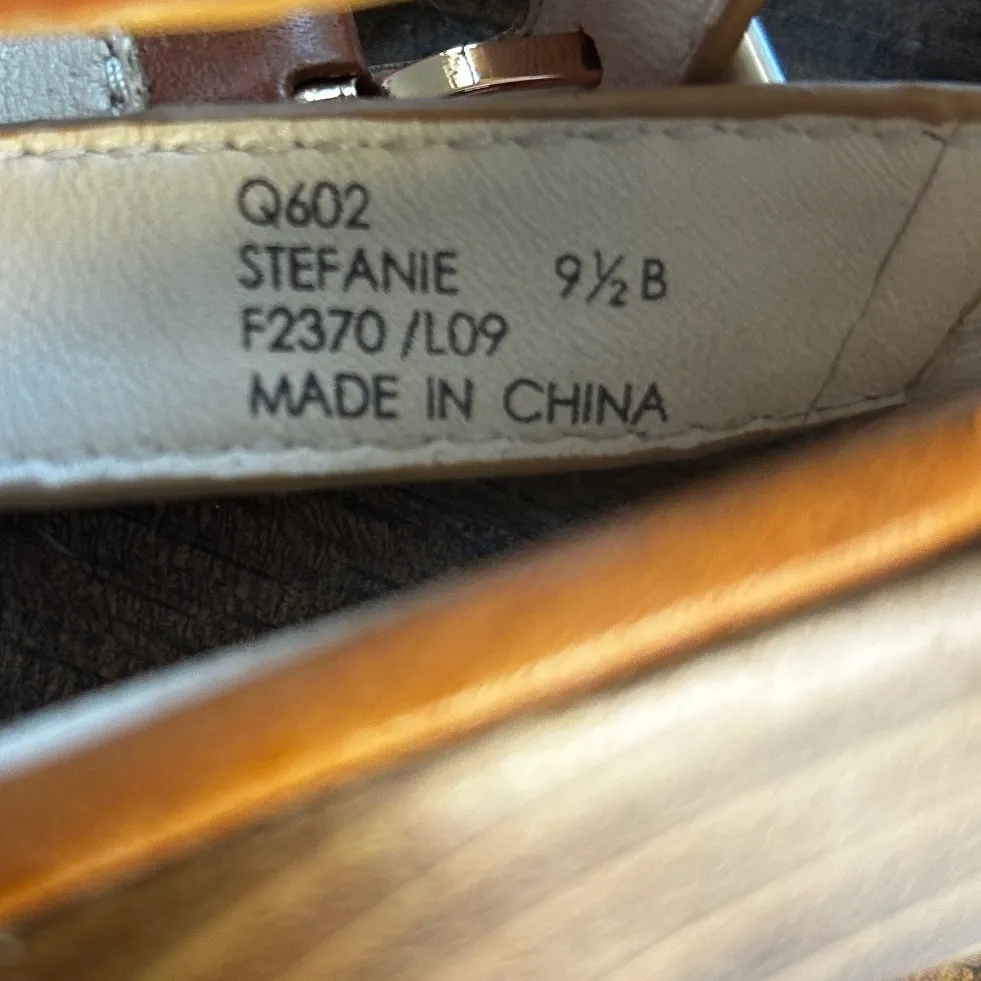 Q602
STEFANIE 9½ B
F2370 /L09
MADE IN CHINA